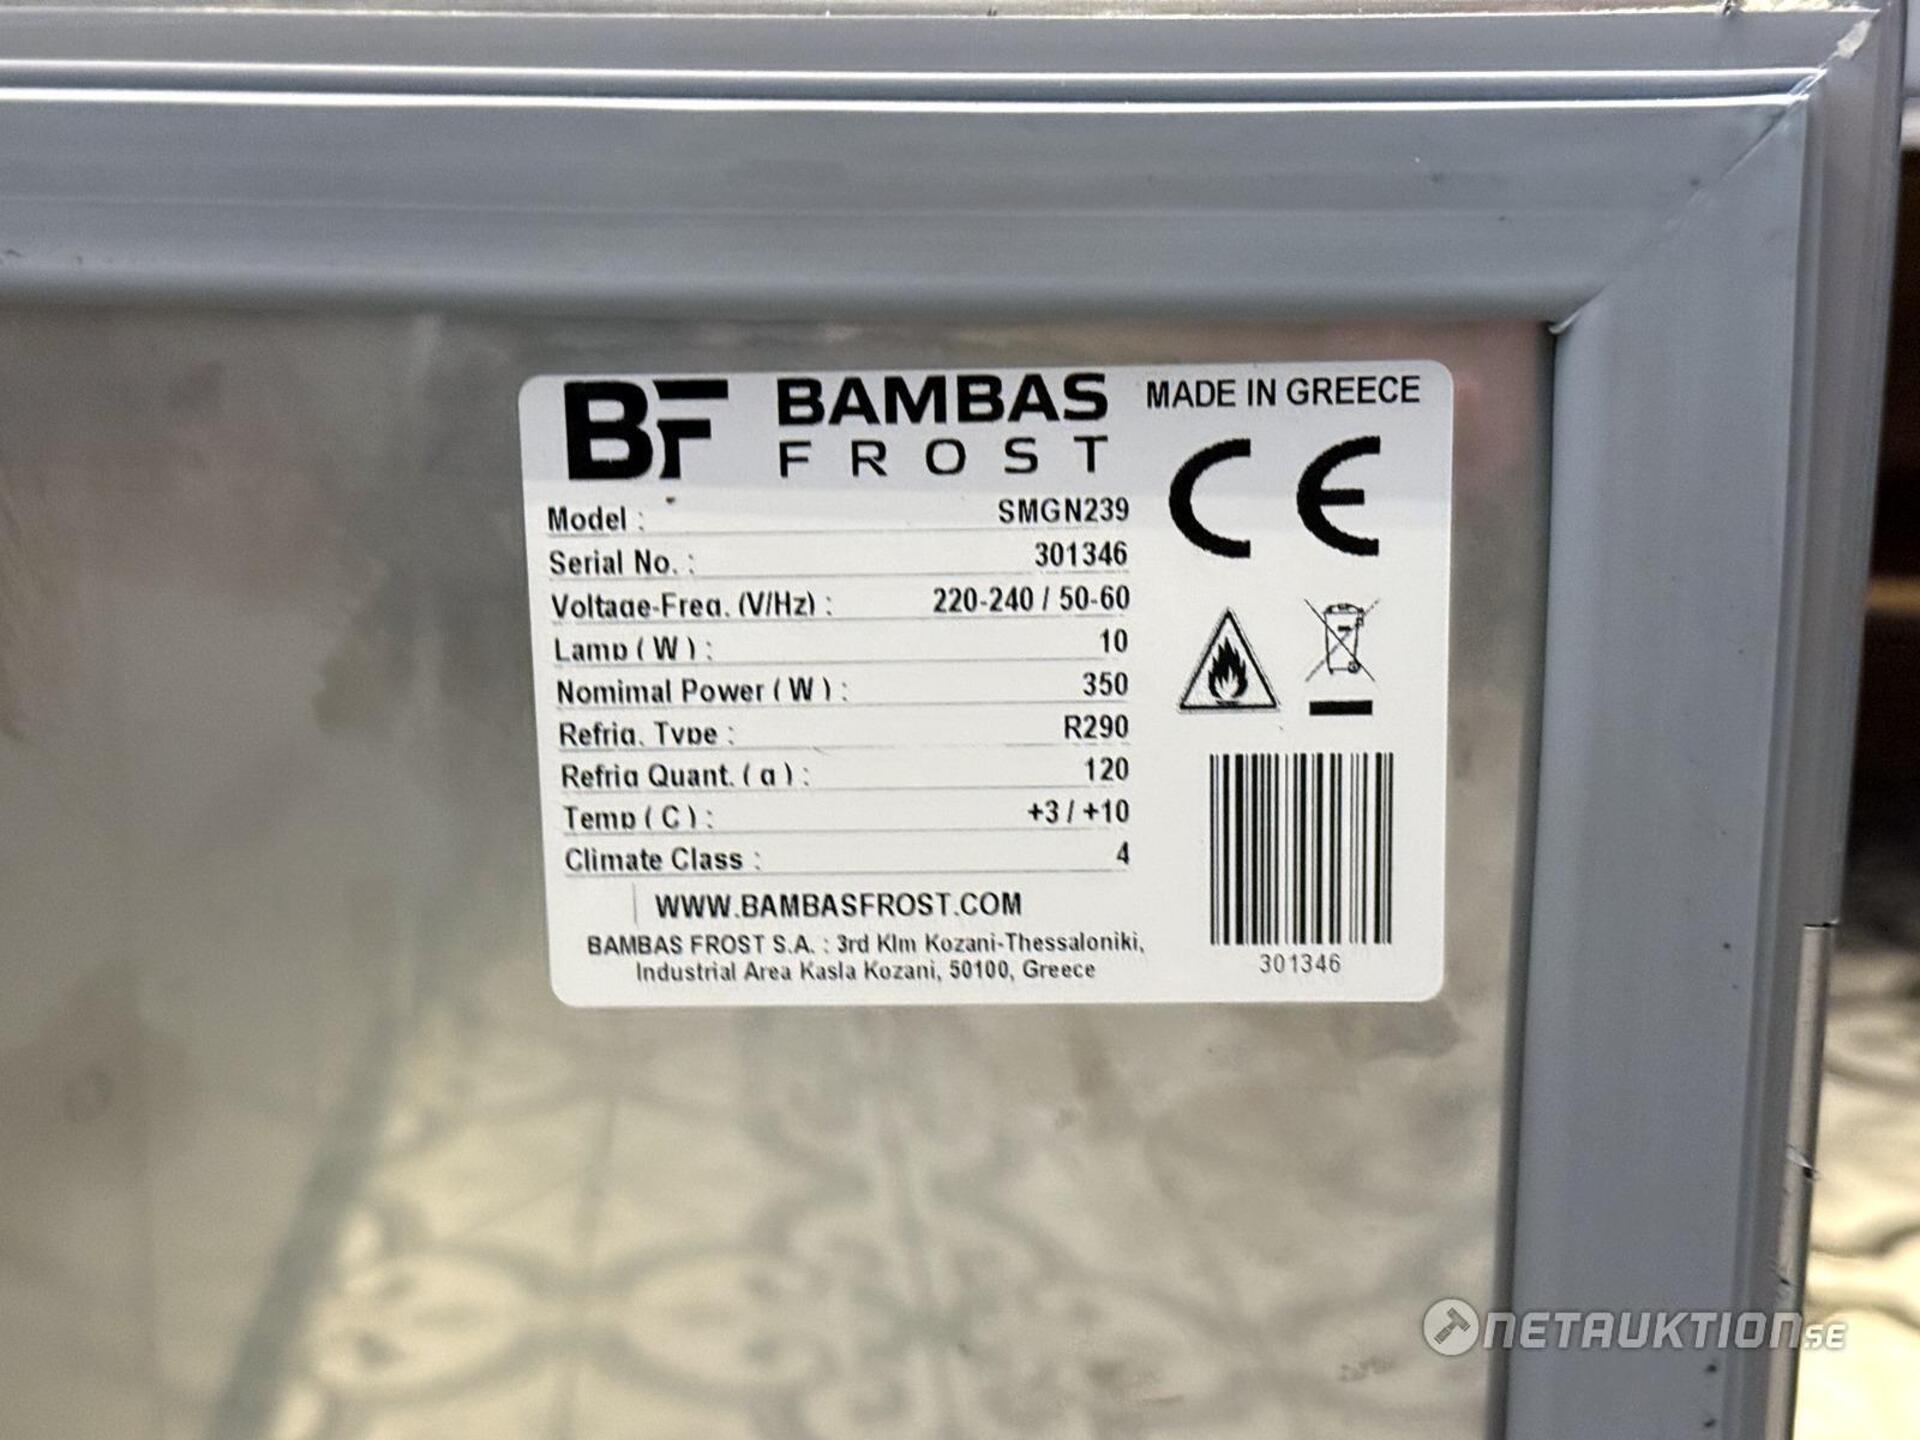 BF BAMBAS FROST MADE IN GREECE
CE
Model : SMGN239
Serial No. : 301346
Voltage-Freq. (V/Hz) : 220-240 / 50-60
Lamp ( W ) : 10
Nomimal Power ( W ) : 350
Refrig. Type : R290
Refrig Quant. ( g ) : 120
Temp ( C ) : +3 / +10
Climate Class : 4
WWW.BAMBASFROST.COM
BAMBAS FROST S.A. : 3rd Klm Kozani-Thessaloniki,
Industrial Area Kasla Kozani, 50100, Greece
301346
NETAUKTION.SE